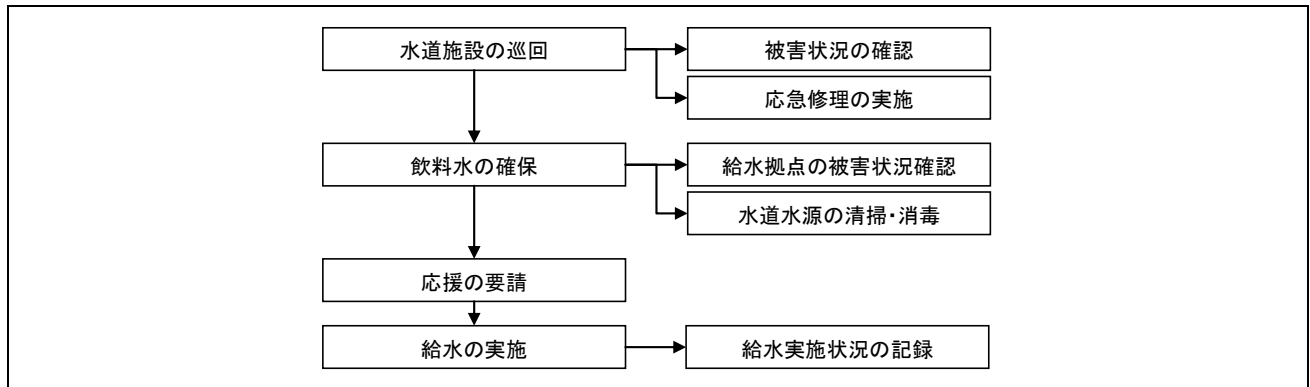 水道施設の巡回
被害状況の確認
応急修理の実施
飲料水の確保
給水拠点の被害状況確認
水道水源の清掃・消毒
応援の要請
給水の実施
給水実施状況の記録